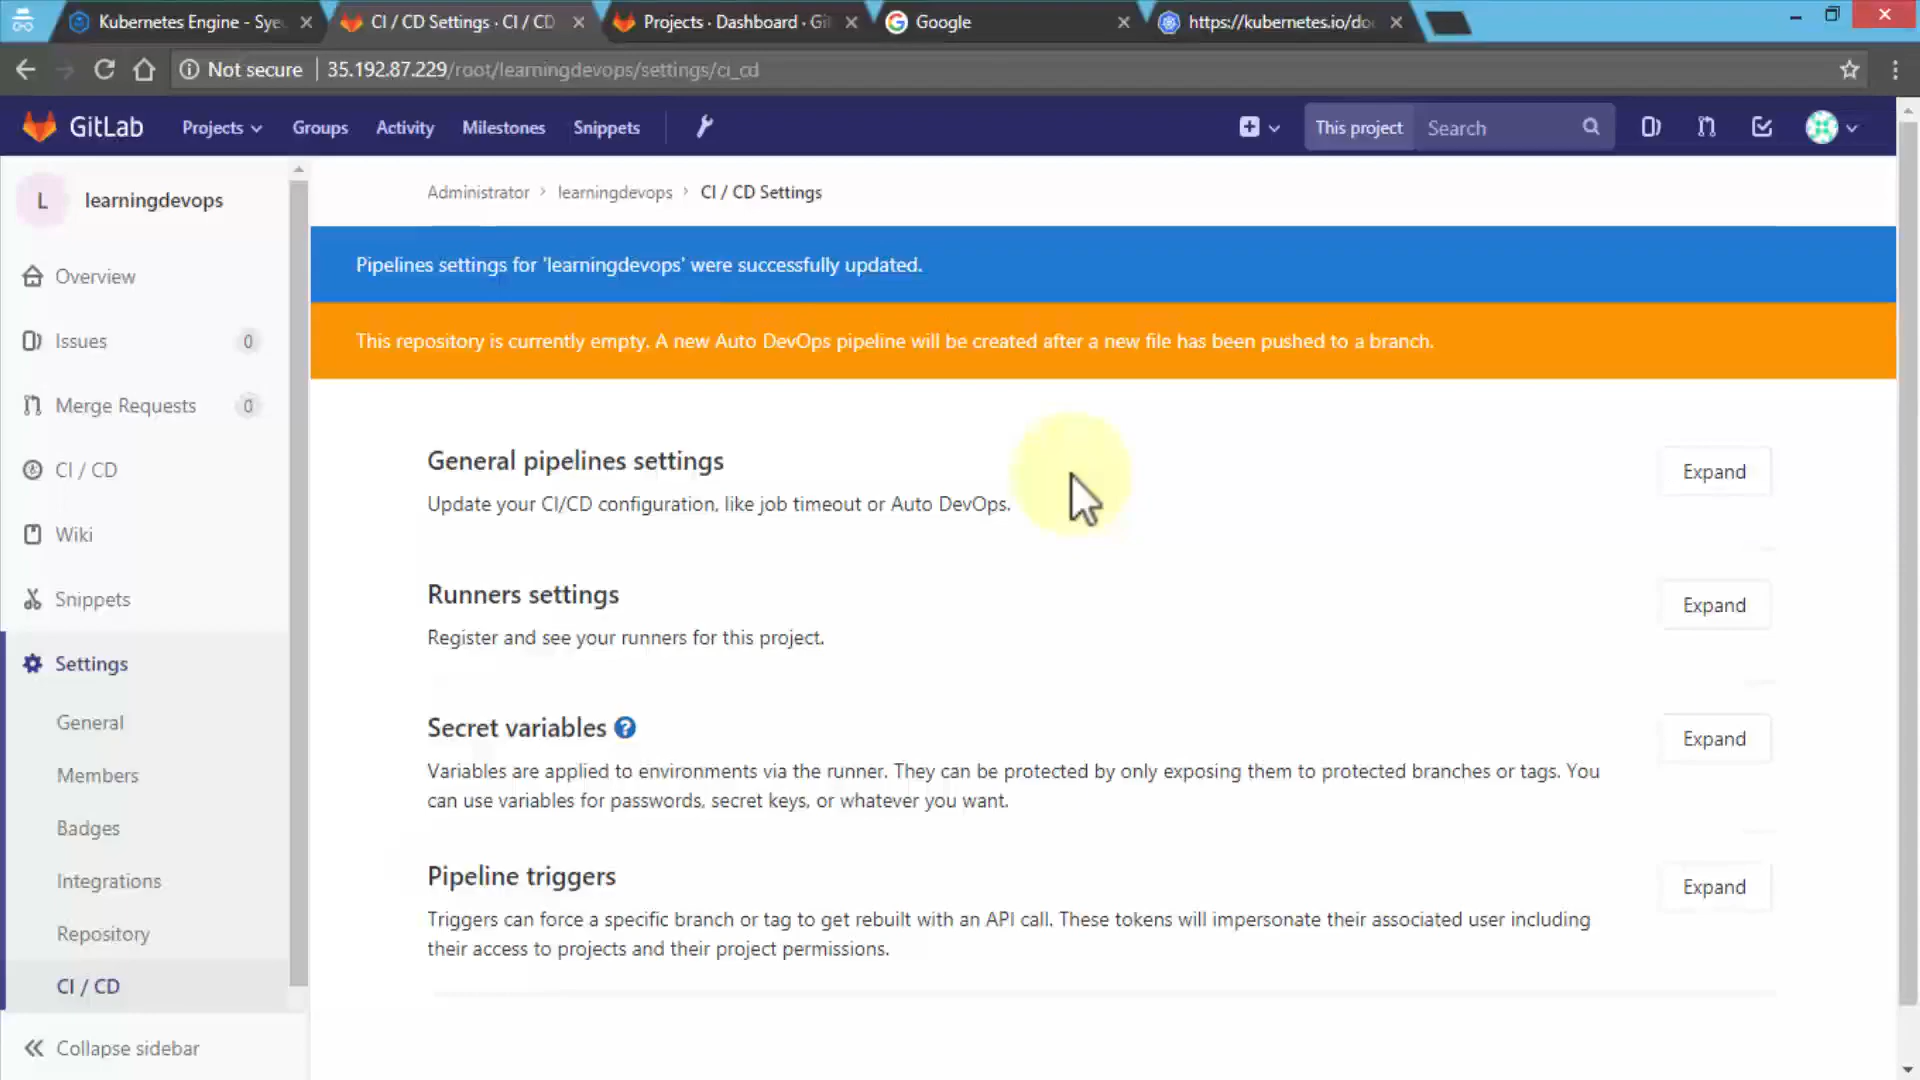 Kubernetes Engine - Sye
CI / CD Settings · CI / CD
Projects · Dashboard · Git
Google
https://kubernetes.io/doc
Not secure
35.192.87.229/root/learningdevops/settings/ci_cd
GitLab
Projects
Groups
Activity
Milestones
Snippets
This project
Search
L
learningdevops
Overview
Issues 0
Merge Requests 0
CI / CD
Wiki
Snippets
Settings
General
Members
Badges
Integrations
Repository
CI / CD
Collapse sidebar
Administrator > learningdevops > CI / CD Settings
Pipelines settings for 'learningdevops' were successfully updated.
This repository is currently empty. A new Auto DevOps pipeline will be created after a new file has been pushed to a branch.
General pipelines settings
Expand
Update your CI/CD configuration, like job timeout or Auto DevOps.
Runners settings
Expand
Register and see your runners for this project.
Secret variables ?
Expand
Variables are applied to environments via the runner. They can be protected by only exposing them to protected branches or tags. You
can use variables for passwords, secret keys, or whatever you want.
Pipeline triggers
Expand
Triggers can force a specific branch or tag to get rebuilt with an API call. These tokens will impersonate their associated user including
their access to projects and their project permissions.